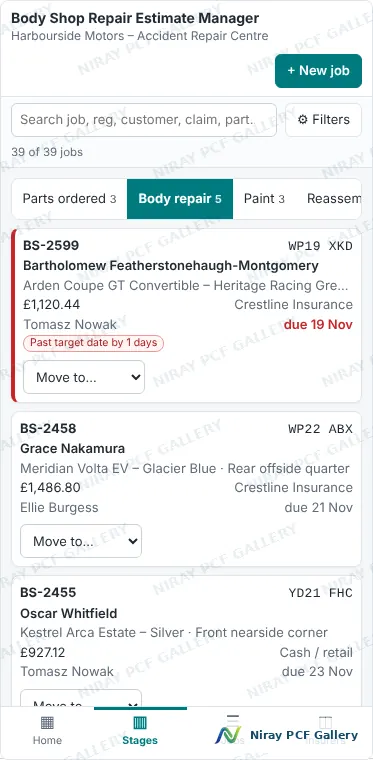 Body Shop Repair Estimate Manager
Harbourside Motors – Accident Repair Centre
+ New job
Search job, reg, customer, claim, part.
⚙ Filters
39 of 39 jobs
Parts ordered 3
Body repair 5
Paint 3
Reassem
BS-2599 WP19 XKD
Bartholomew Featherstonehaugh-Montgomery
Arden Coupe GT Convertible – Heritage Racing Gre...
£1,120.44 Crestline Insurance
Tomasz Nowak due 19 Nov
Past target date by 1 days
Move to...
BS-2458 WP22 ABX
Grace Nakamura
Meridian Volta EV – Glacier Blue · Rear offside quarter
£1,486.80 Crestline Insurance
Ellie Burgess due 21 Nov
Move to...
BS-2455 YD21 FHC
Oscar Whitfield
Kestrel Arca Estate – Silver · Front nearside corner
£927.12 Cash / retail
Tomasz Nowak due 23 Nov
Move to...
Home
Stages
Niray PCF Gallery
NIRAY PCF GALLERY